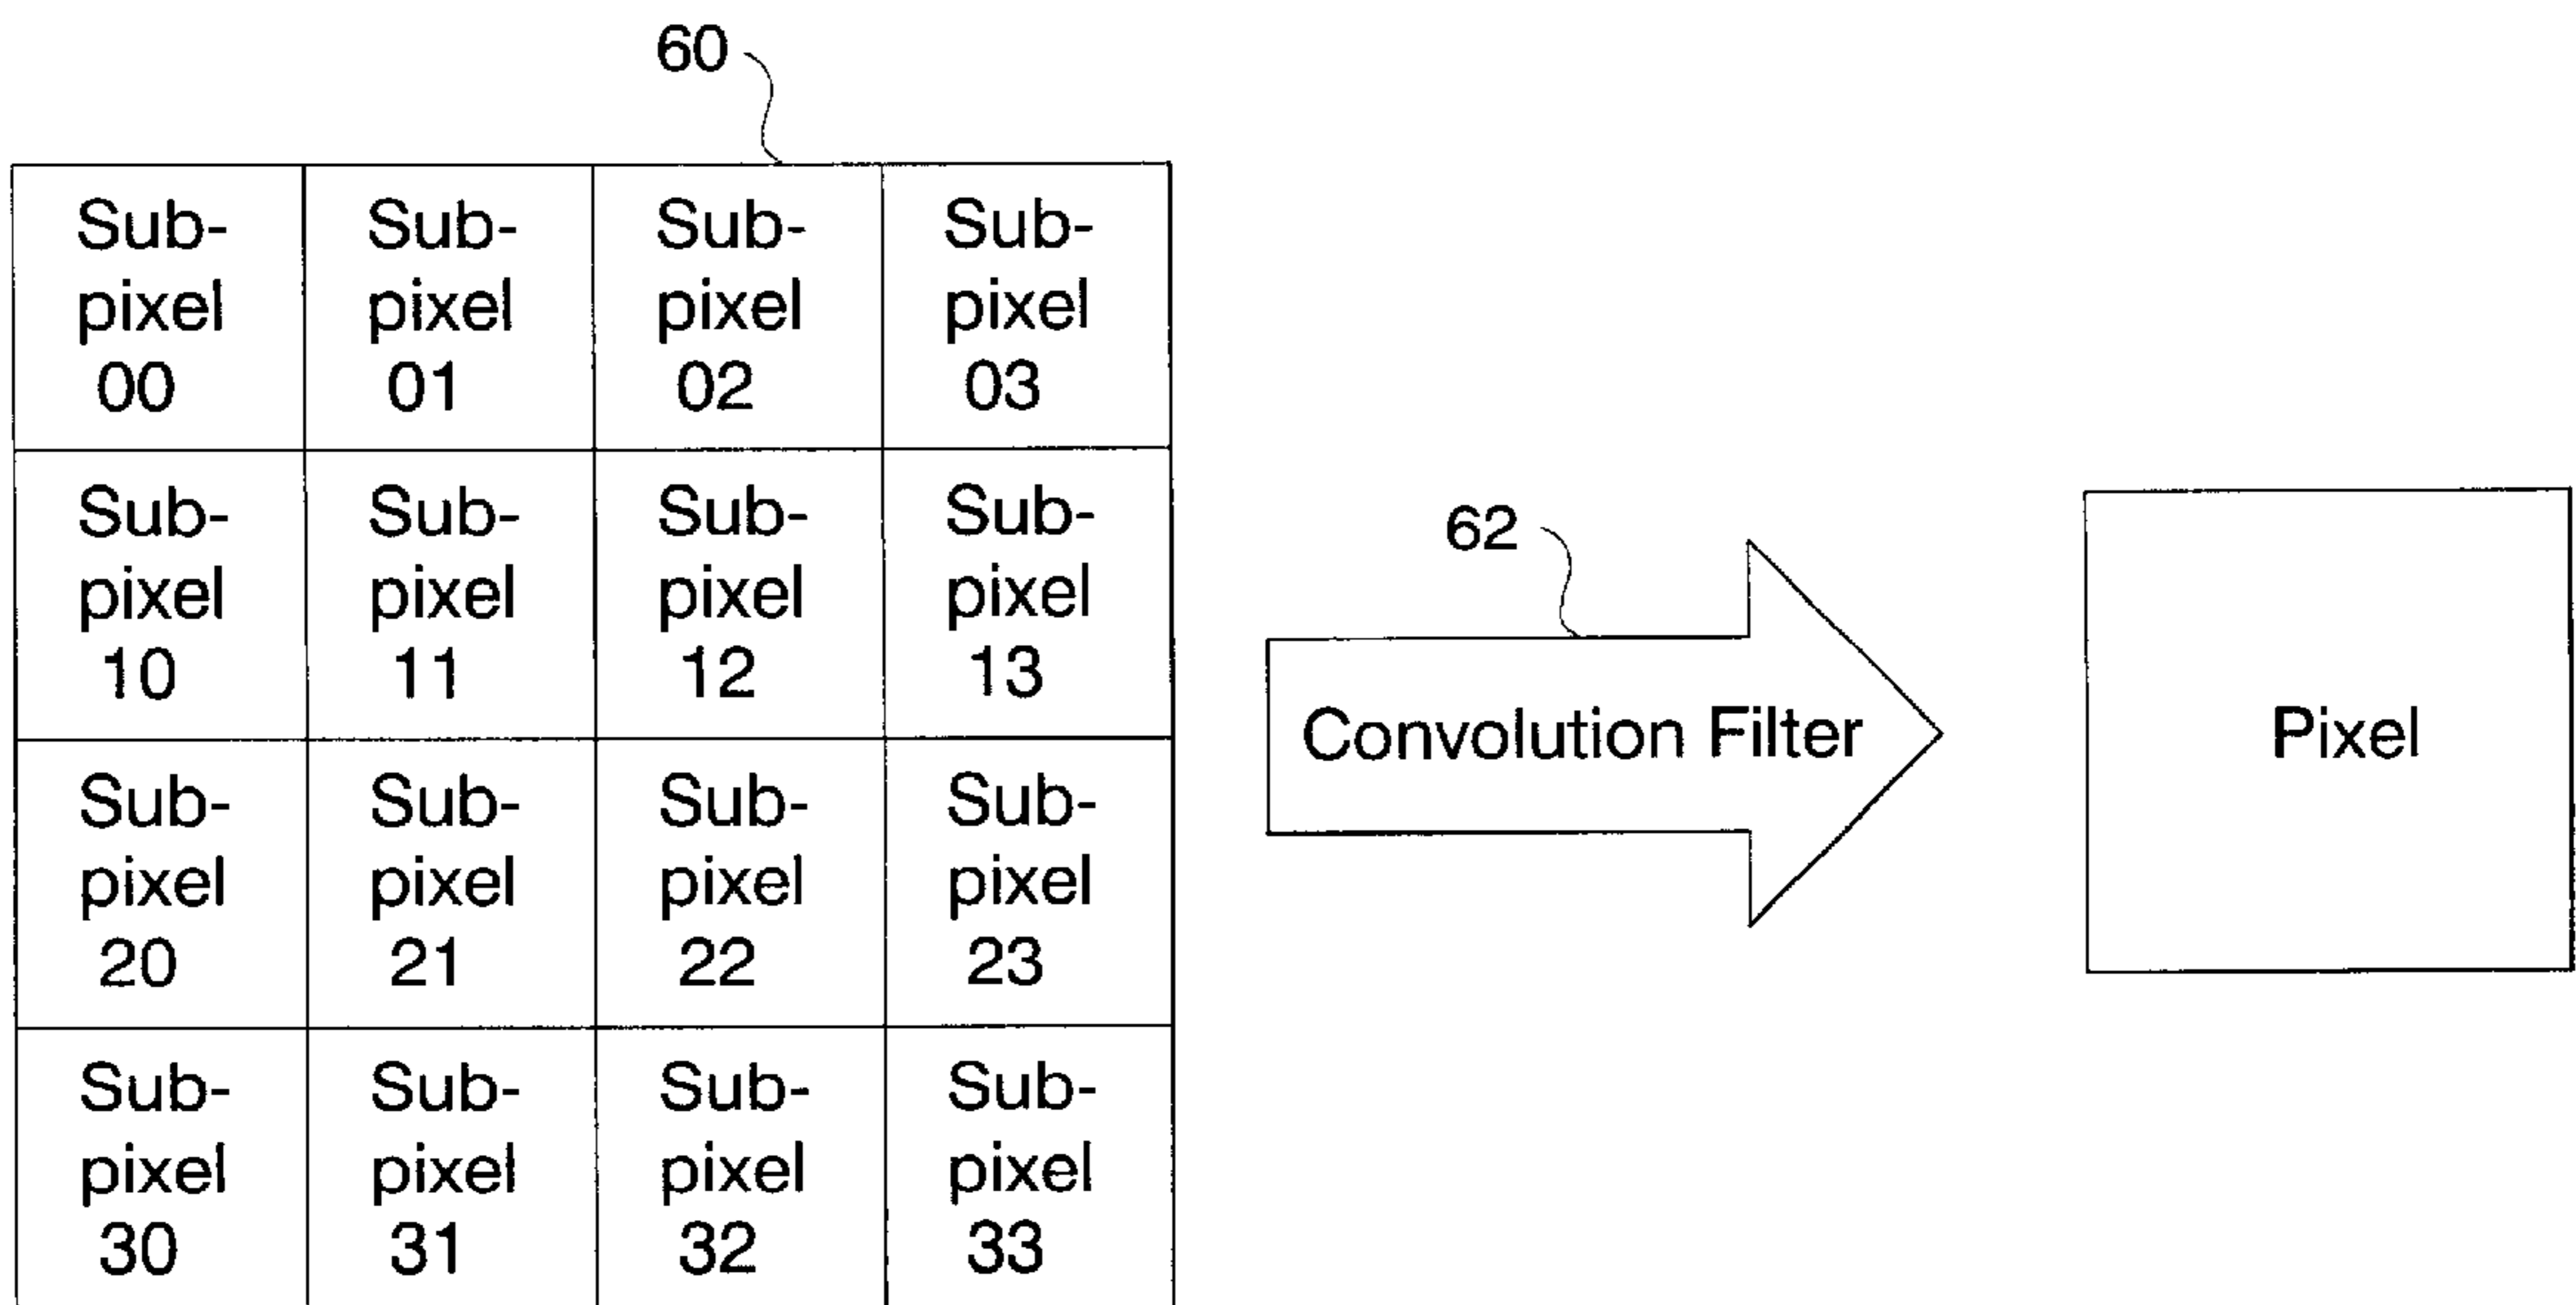 60
Sub- Sub- Sub- Sub-
pixel pixel pixel pixel
00 01 02 03
Sub- Sub- Sub- Sub-
pixel pixel pixel pixel
10 11 12 13
Sub- Sub- Sub- Sub-
pixel pixel pixel pixel
20 21 22 23
Sub- Sub- Sub- Sub-
pixel pixel pixel pixel
30 31 32 33
62
Convolution Filter
Pixel